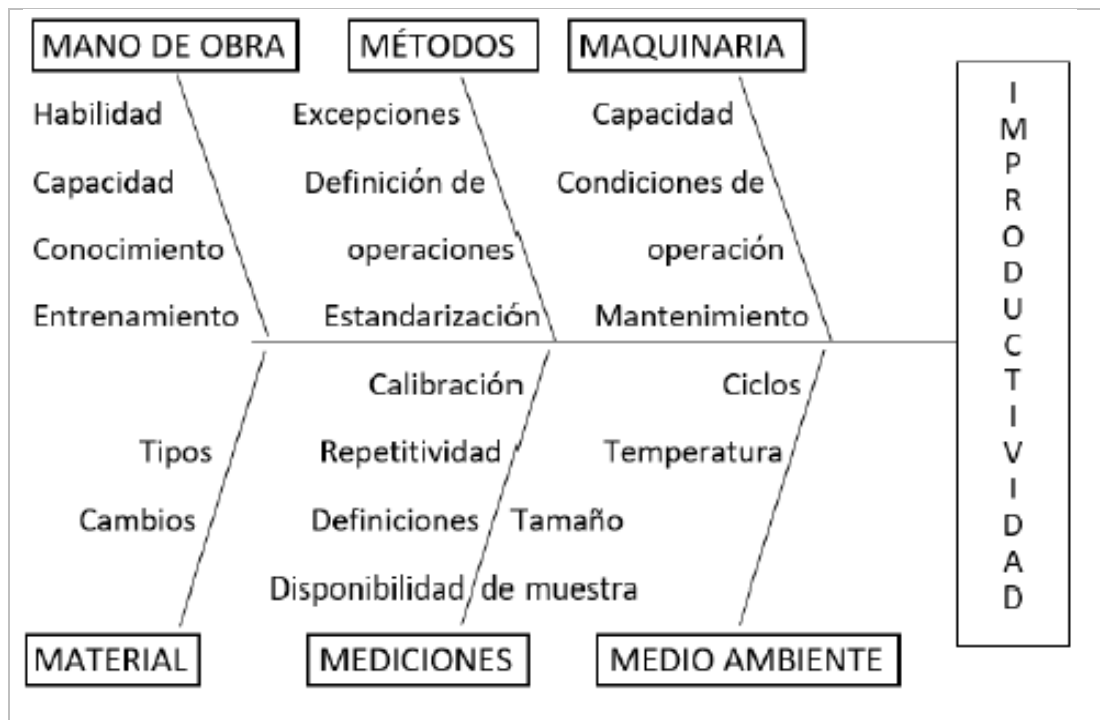 MANO DE OBRA
MÉTODOS
MAQUINARIA
Habilidad
Capacidad
Conocimiento
Entrenamiento
Excepciones
Definición de
operaciones
Estandarización
Capacidad
Condiciones de
operación
Mantenimiento
IMPRODUCTIVIDAD
Tipos
Cambios
Calibración
Repetitividad
Definiciones
Disponibilidad
Tamaño
de muestra
Ciclos
Temperatura
MATERIAL
MEDICIONES
MEDIO AMBIENTE